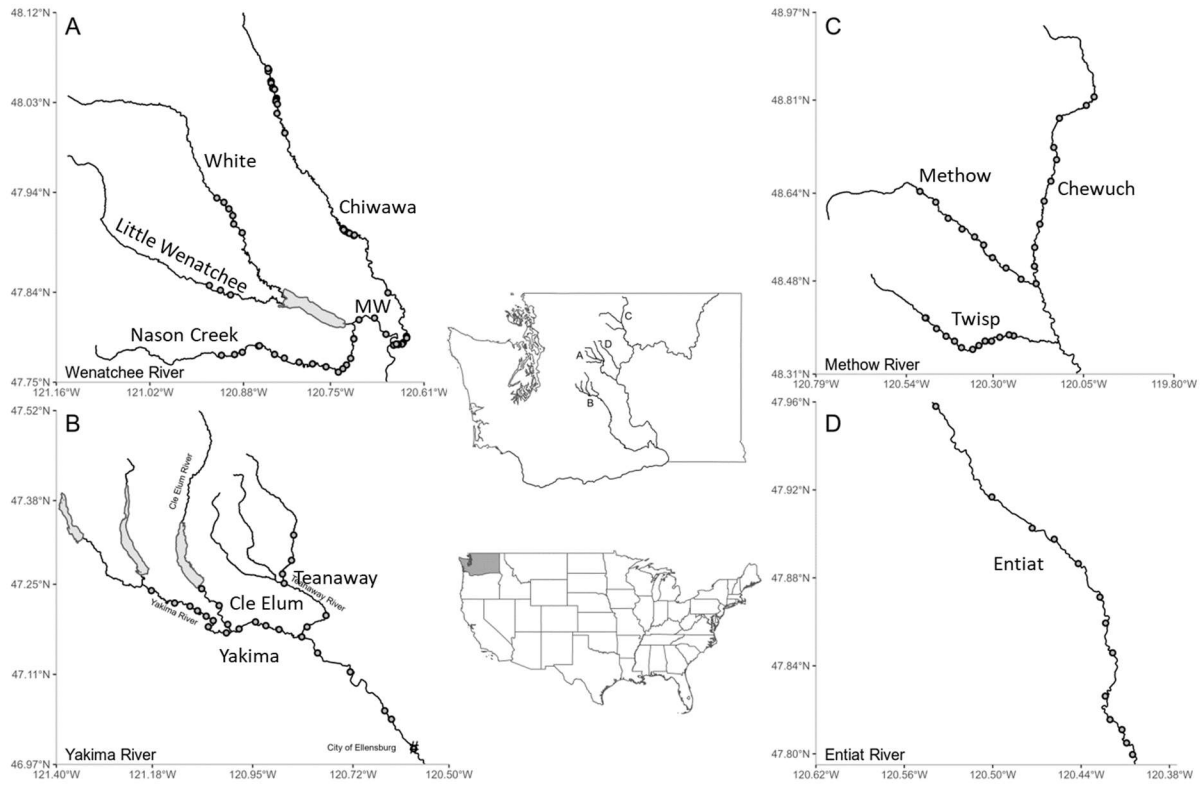 A
48.12°N
48.03°N
47.94°N
47.84°N
47.75°N
White
Chiwawa
Little Wenatchee
MW
Nason Creek
Wenatchee River
121.16°W
121.02°W
120.88°W
120.75°W
120.61°W
B
47.52°N
47.38°N
47.25°N
47.11°N
46.97°N
Cle Elum River
Teanaway
Teanaway River
Cle Elum
Yakima River
Yakima
City of Ellensburg
#
Yakima River
121.40°W
121.18°W
120.95°W
120.72°W
120.50°W
C
D
A
B
C
48.97°N
48.81°N
48.64°N
48.48°N
48.31°N
Methow
Chewuch
Twisp
Methow River
120.79°W
120.54°W
120.30°W
120.05°W
119.80°W
D
47.96°N
47.92°N
47.88°N
47.84°N
47.80°N
Entiat
Entiat River
120.62°W
120.56°W
120.50°W
120.44°W
120.38°W